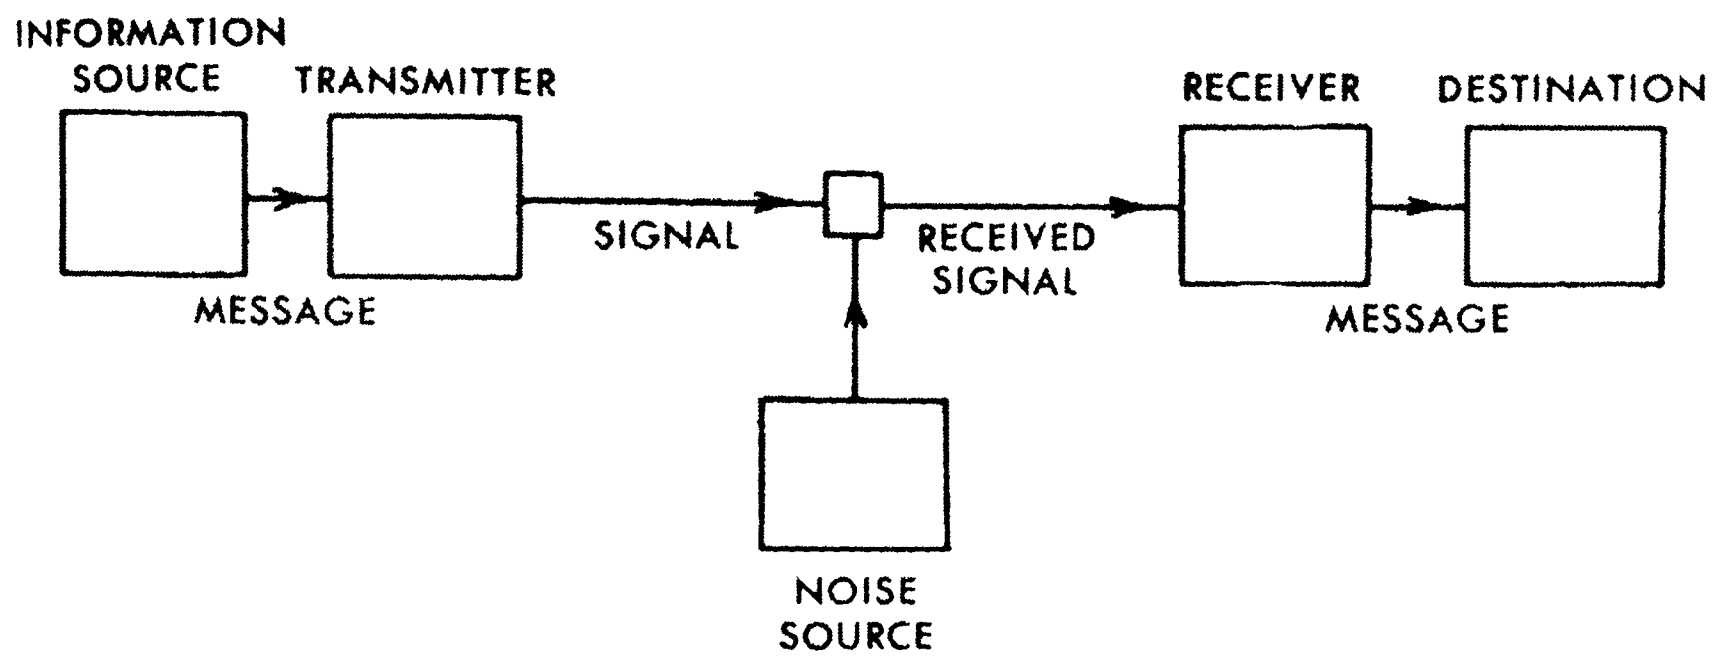 INFORMATION
SOURCE
TRANSMITTER
RECEIVER
DESTINATION
SIGNAL
RECEIVED
SIGNAL
MESSAGE
MESSAGE
NOISE
SOURCE